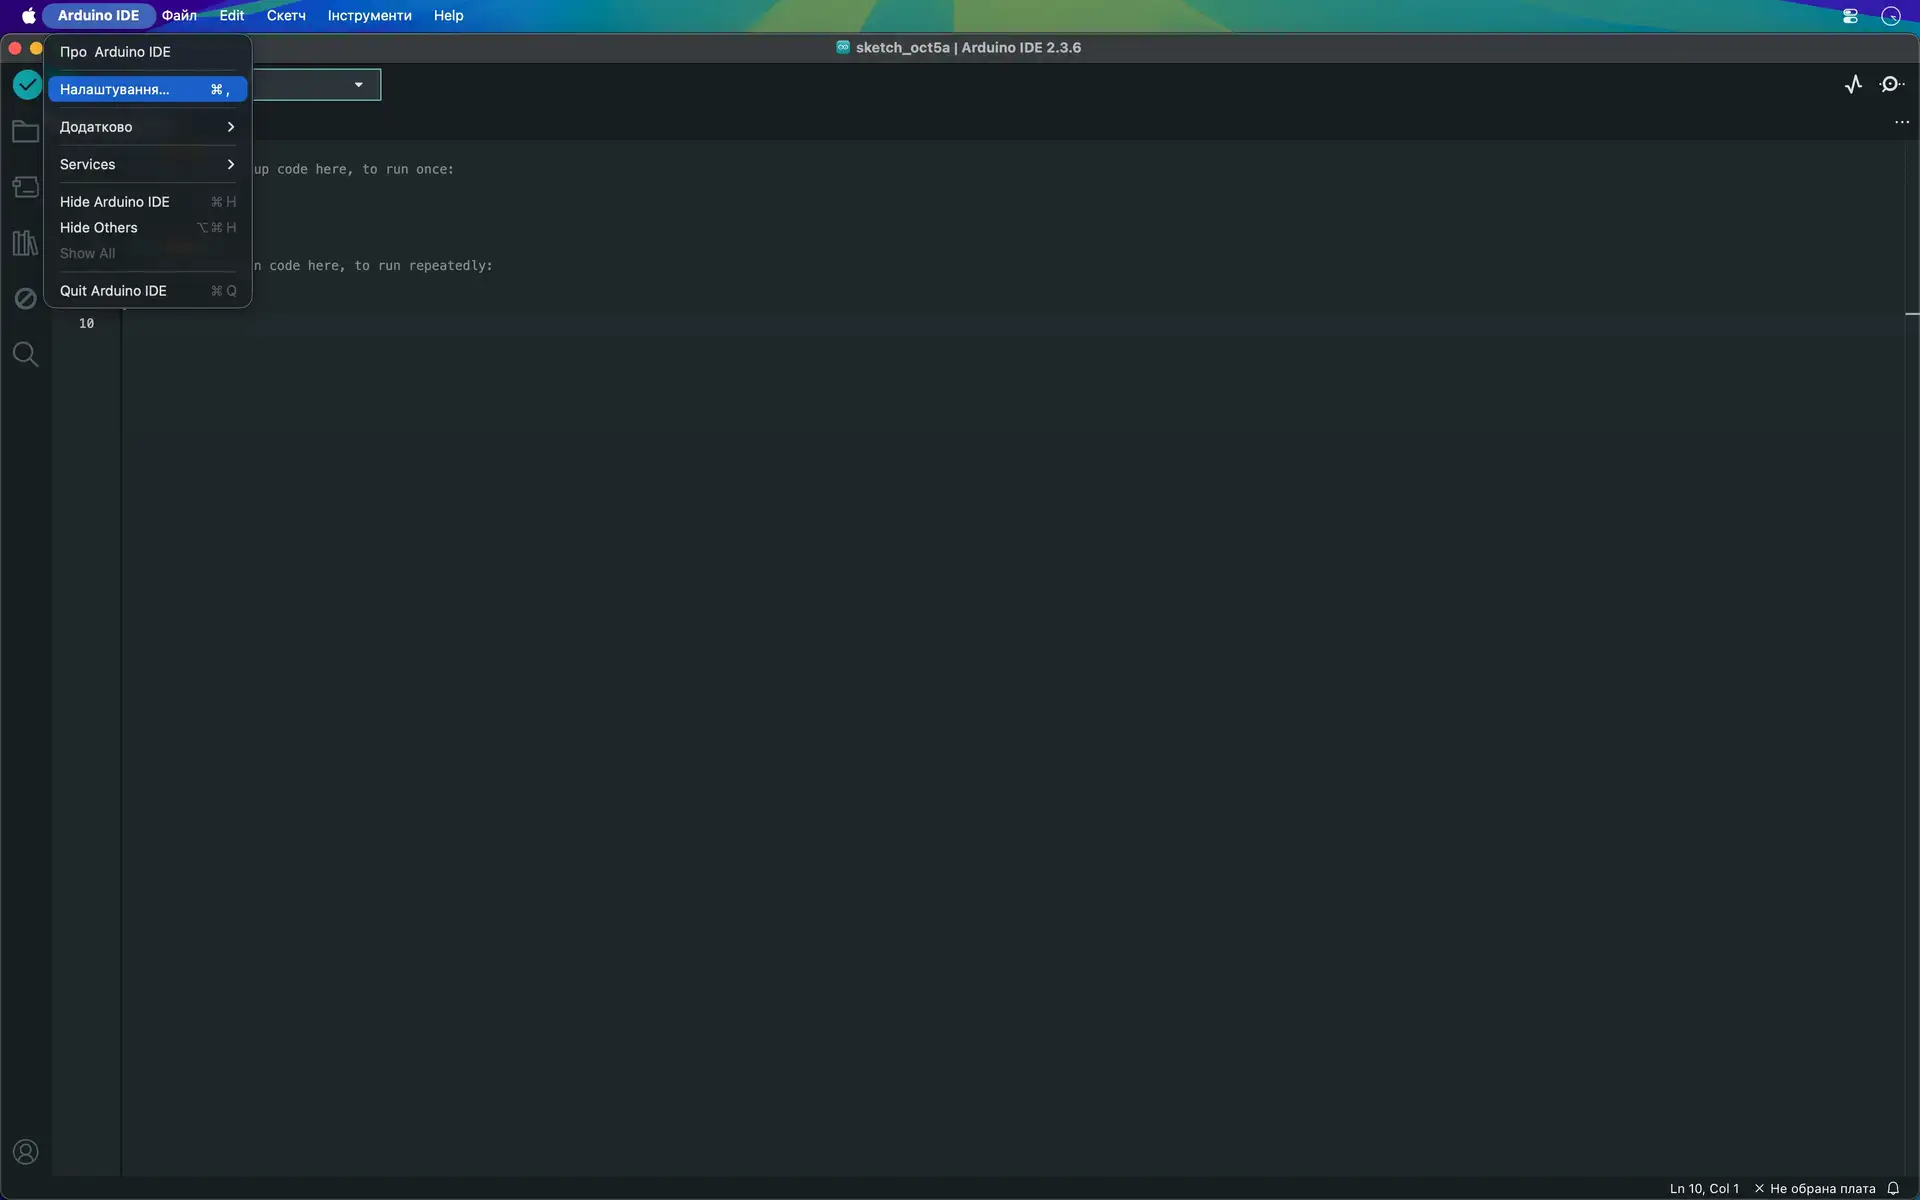 Arduino IDE Файл Edit Скетч Інструменти Help
sketch_oct5a | Arduino IDE 2.3.6
Про Arduino IDE
Налаштування... ⌘ ,
Додатково
Services
Hide Arduino IDE ⌘ H
Hide Others ⌥⌘ H
Show All
Quit Arduino IDE ⌘ Q
up code here, to run once:
n code here, to run repeatedly:
10
Ln 10, Col 1 × Не обрана плата